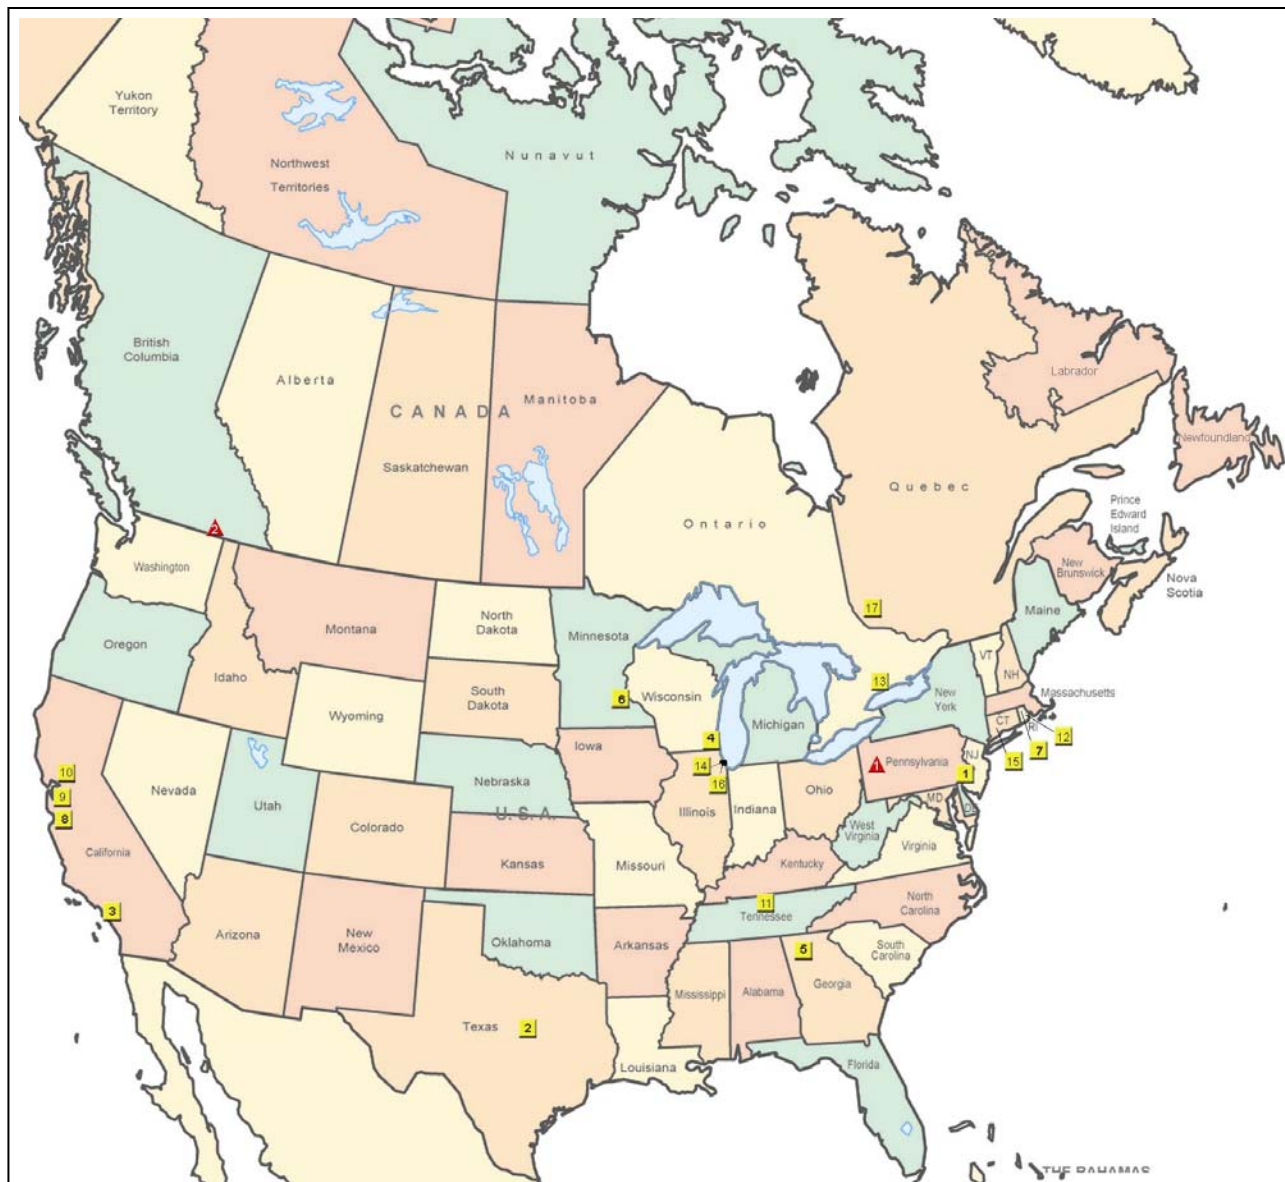 Yukon
Territory
Northwest
Territories
Nunavut
British
Columbia
Alberta
CANADA
Saskatchewan
Manitoba
Ontario
Quebec
Labrador
Newfoundland
Prince
Edward
Island
New
Brunswick
Nova
Scotia
2
Washington
Oregon
Idaho
Montana
North
Dakota
South
Dakota
Minnesota
6
Wisconsin
4
Michigan
17
13
Maine
VT
NH
New
York
Massachusetts
CT
RI
12
7
15
Wyoming
Nebraska
Iowa
14
16
Illinois
Indiana
Ohio
1
Pennsylvania
NJ
1
MD
DE
West
Virginia
Virginia
10
9
8
California
3
Nevada
Utah
Colorado
U.S.A.
Kansas
Missouri
Kentucky
11
Tennessee
North
Carolina
South
Carolina
Arizona
New
Mexico
Oklahoma
Arkansas
Mississippi
Alabama
5
Georgia
Texas
2
Louisiana
Florida
THE BAHAMAS